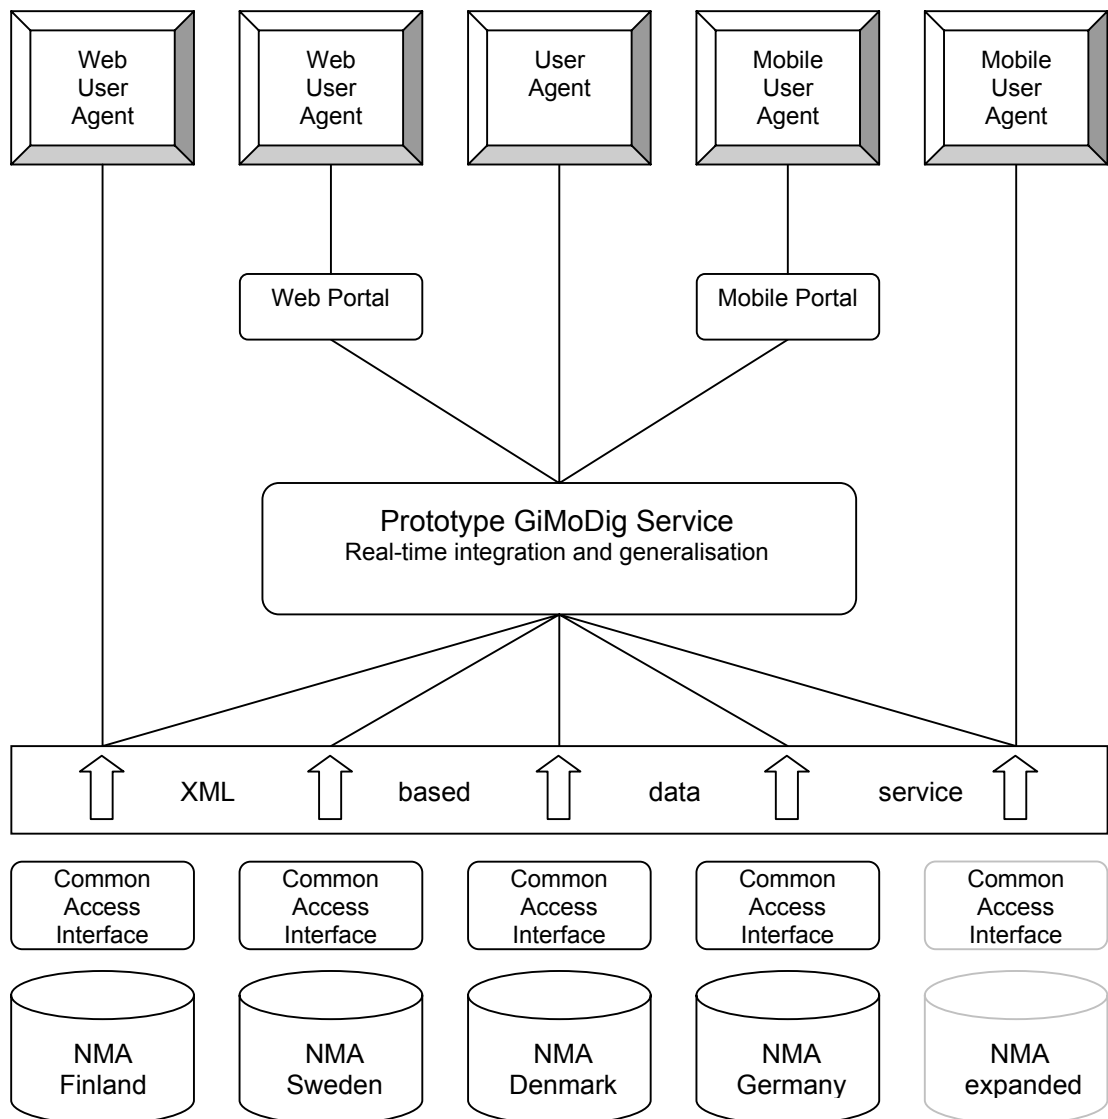 Web
User
Agent
Web
User
Agent
User
Agent
Mobile
User
Agent
Mobile
User
Agent
Web Portal
Mobile Portal
Prototype GiMoDig Service
Real-time integration and generalisation
XML based data service
Common
Access
Interface
Common
Access
Interface
Common
Access
Interface
Common
Access
Interface
Common
Access
Interface
NMA
Finland
NMA
Sweden
NMA
Denmark
NMA
Germany
NMA
expanded